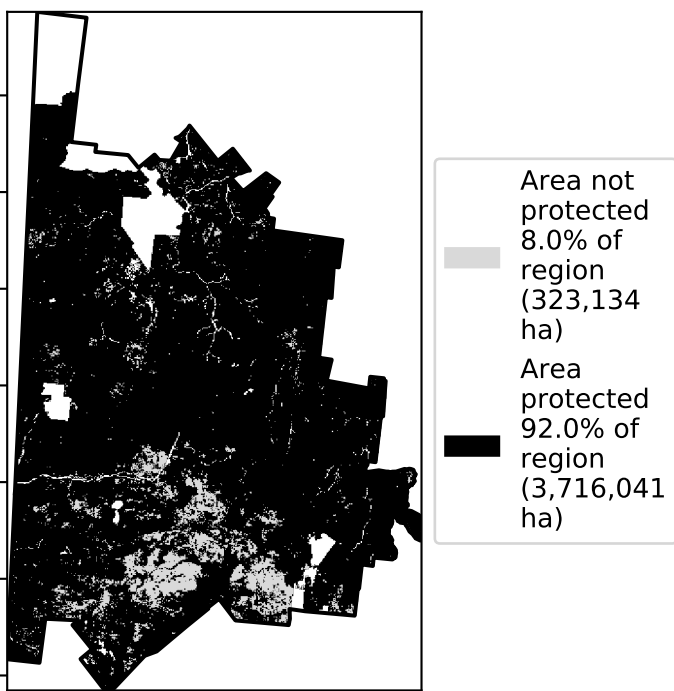 Area not
protected
8.0% of
region
(323,134
ha)
Area
protected
92.0% of
region
(3,716,041
ha)